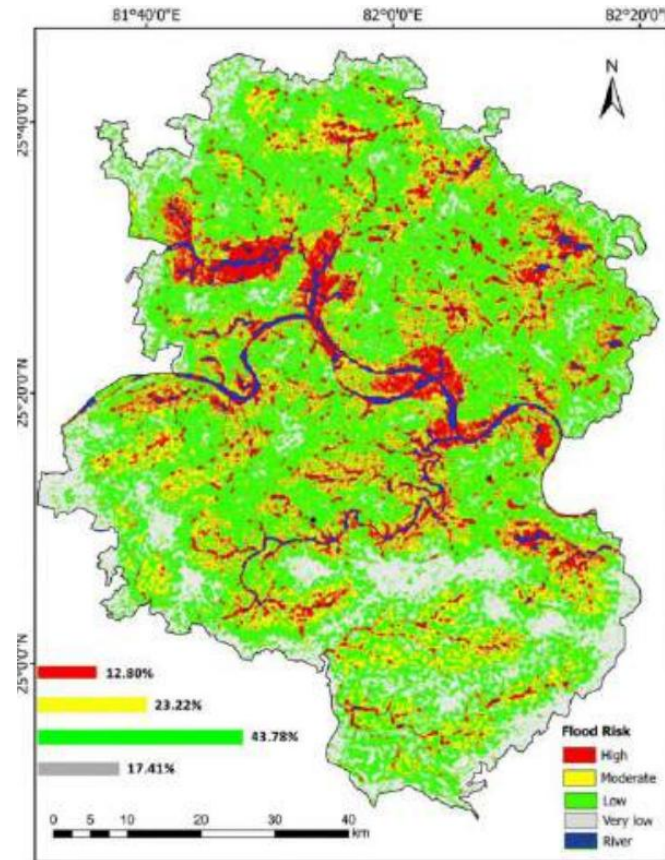 81°40'0"E 82°0'0"E 82°20'0"E
25°40'0"N
25°20'0"N
25°0'0"N
N
12.80%
23.22%
43.78%
17.41%
0 5 10 20 30 40
km
Flood Risk
High
Moderate
Low
Very low
River